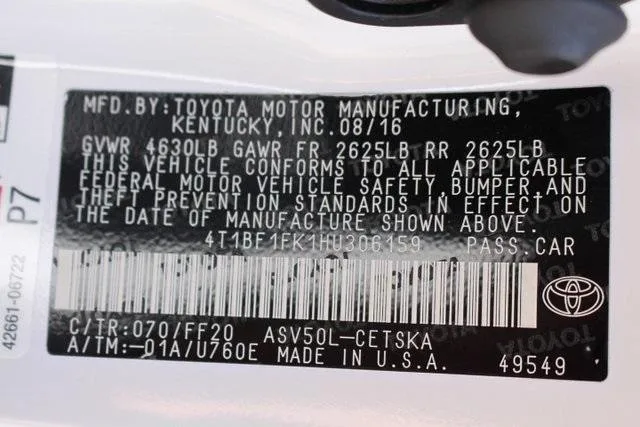 MFD.BY:TOYOTA MOTOR MANUFACTURING,
KENTUCKY,INC.08/16
GVWR 4630LB GAWR FR 2625LB RR 2625LB
THIS VEHICLE CONFORMS TO ALL APPLICABLE
FEDERAL MOTOR VEHICLE SAFETY,BUMPER,AND
THEFT PREVENTION STANDARDS IN EFFECT ON
THE DATE OF MANUFACTURE SHOWN ABOVE.
4T1BF1FK1HU306159 PASS.CAR
C/TR:070/FF20 ASV50L-CETSKA
A/TM:-01A/U760E MADE IN U.S.A.
49549
42661-06722
P7